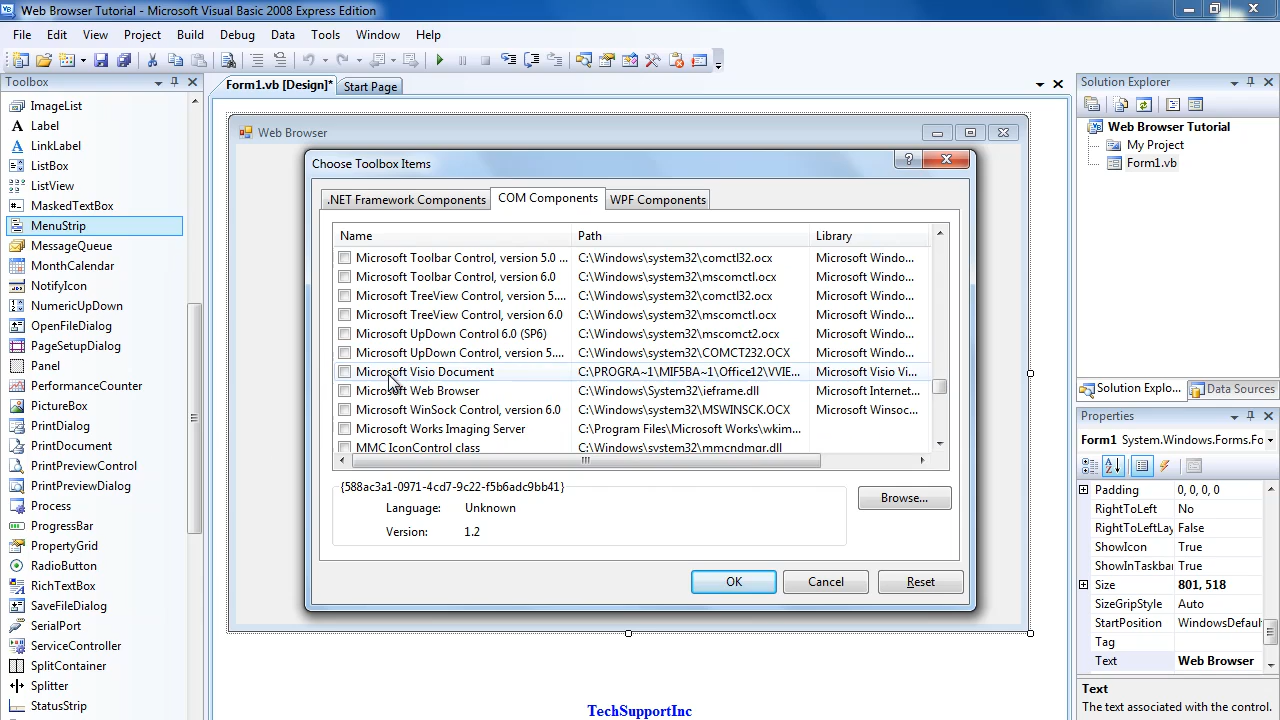 Web Browser Tutorial - Microsoft Visual Basic 2008 Express Edition
File Edit View Project Build Debug Data Tools Window Help
Toolbox
Form1.vb [Design]* Start Page
Solution Explorer
ImageList
Label
LinkLabel
ListBox
ListView
MaskedTextBox
MenuStrip
MessageQueue
MonthCalendar
NotifyIcon
NumericUpDown
OpenFileDialog
PageSetupDialog
Panel
PerformanceCounter
PictureBox
PrintDialog
PrintDocument
PrintPreviewControl
PrintPreviewDialog
Process
ProgressBar
PropertyGrid
RadioButton
RichTextBox
SaveFileDialog
SerialPort
ServiceController
SplitContainer
Splitter
StatusStrip
Web Browser
Choose Toolbox Items
.NET Framework Components COM Components WPF Components
Name Path Library
Microsoft Toolbar Control, version 5.0 ... C:\Windows\system32\comctl32.ocx Microsoft Windo...
Microsoft Toolbar Control, version 6.0 C:\Windows\system32\mscomctl.ocx Microsoft Windo...
Microsoft TreeView Control, version 5.... C:\Windows\system32\comctl32.ocx Microsoft Windo...
Microsoft TreeView Control, version 6.0 C:\Windows\system32\mscomctl.ocx Microsoft Windo...
Microsoft UpDown Control 6.0 (SP6) C:\Windows\system32\mscomct2.ocx Microsoft Windo...
Microsoft UpDown Control, version 5.... C:\Windows\system32\COMCT232.OCX Microsoft Windo...
Microsoft Visio Document C:\PROGRA~1\MIF5BA~1\Office12\VVIE... Microsoft Visio Vi...
Microsoft Web Browser C:\Windows\System32\ieframe.dll Microsoft Internet...
Microsoft WinSock Control, version 6.0 C:\Windows\system32\MSWINSCK.OCX Microsoft Winsoc...
Microsoft Works Imaging Server C:\Program Files\Microsoft Works\wkim...
MMC IconControl class C:\Windows\system32\mmcndmgr.dll
{588ac3a1-0971-4cd7-9c22-f5b6adc9bb41}
Language: Unknown
Version: 1.2
Browse...
OK Cancel Reset
Web Browser Tutorial
My Project
Form1.vb
Solution Explo... Data Sources
Properties
Form1 System.Windows.Forms.Fo
Padding 0, 0, 0, 0
RightToLeft No
RightToLeftLay False
ShowIcon True
ShowInTaskbar True
Size 801, 518
SizeGripStyle Auto
StartPosition WindowsDefaul
Tag
Text Web Browser
Text
The text associated with the control.
TechSupportInc